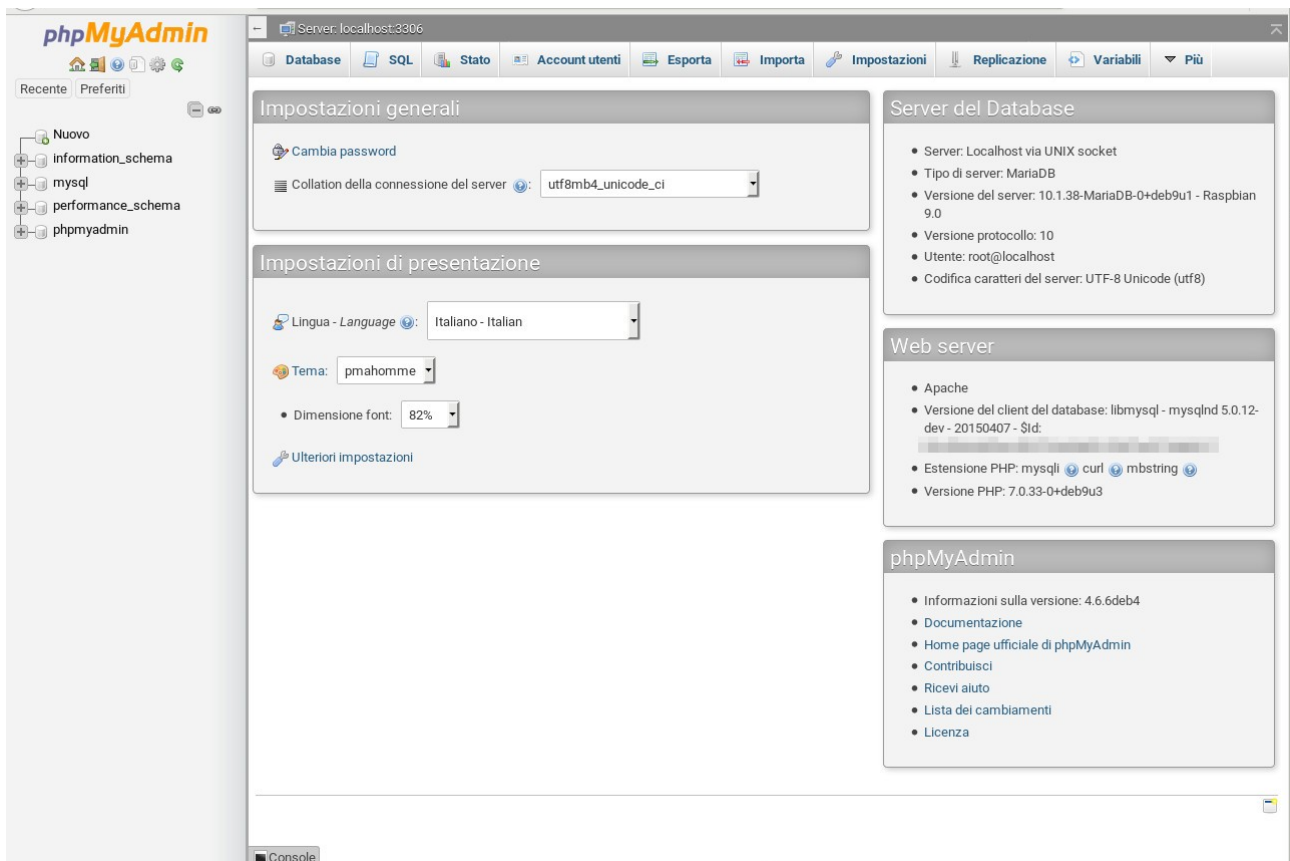 phpMyAdmin
Recente Preferiti
Nuovo
information_schema
mysql
performance_schema
phpmyadmin
Server: localhost:3306
Database SQL Stato Account utenti Esporta Importa Impostazioni Replicazione Variabili Più
Impostazioni generali
Cambia password
Collation della connessione del server : utf8mb4_unicode_ci
Impostazioni di presentazione
Lingua - Language : Italiano - Italian
Tema: pmahomme
Dimensione font: 82%
Ulteriori impostazioni
Server del Database
Server: Localhost via UNIX socket
Tipo di server: MariaDB
Versione del server: 10.1.38-MariaDB-0+deb9u1 - Raspbian
9.0
Versione protocollo: 10
Utente: root@localhost
Codifica caratteri del server: UTF-8 Unicode (utf8)
Web server
Apache
Versione del client del database: libmysql - mysqlnd 5.0.12-
dev - 20150407 - $Id:
Estensione PHP: mysqli curl mbstring
Versione PHP: 7.0.33-0+deb9u3
phpMyAdmin
Informazioni sulla versione: 4.6.6deb4
Documentazione
Home page ufficiale di phpMyAdmin
Contribuisci
Ricevi aiuto
Lista dei cambiamenti
Licenza
Console